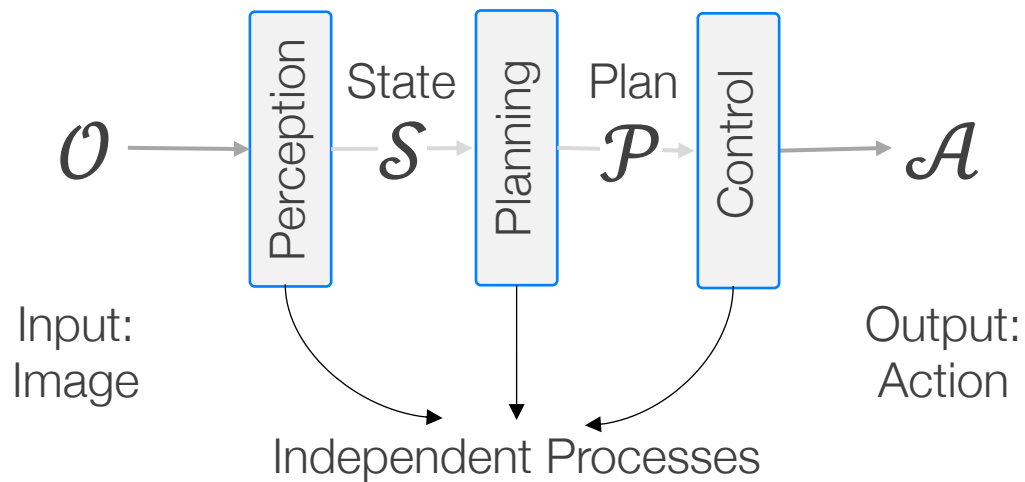 State
Plan
𝒪
Perception
𝒮
Planning
𝒫
Control
𝒜
Input:
Image
Output:
Action
Independent Processes